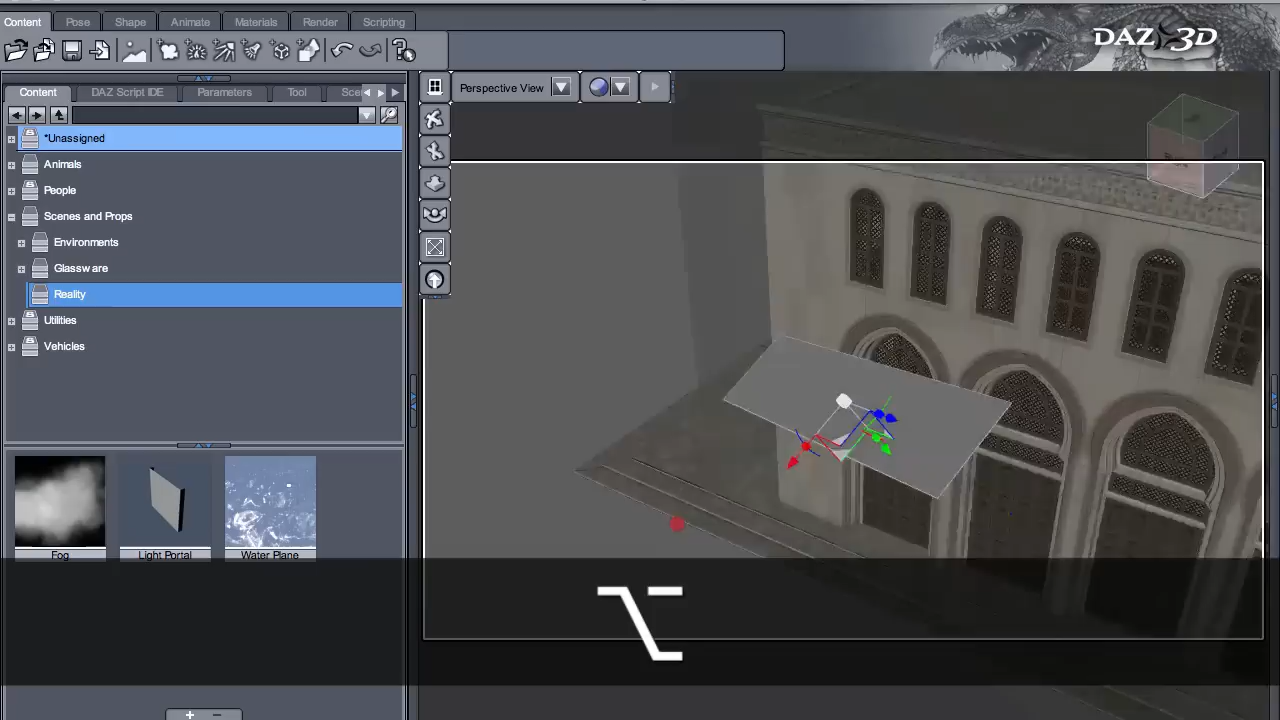 Content Pose Shape Animate Materials Render Scripting
DAZ 3D
Content DAZ Script IDE Parameters Tool Sce
Perspective View
*Unassigned
Animals
People
Scenes and Props
Environments
Glassware
Reality
Utilities
Vehicles
Fog Light Portal Water Plane
⌥